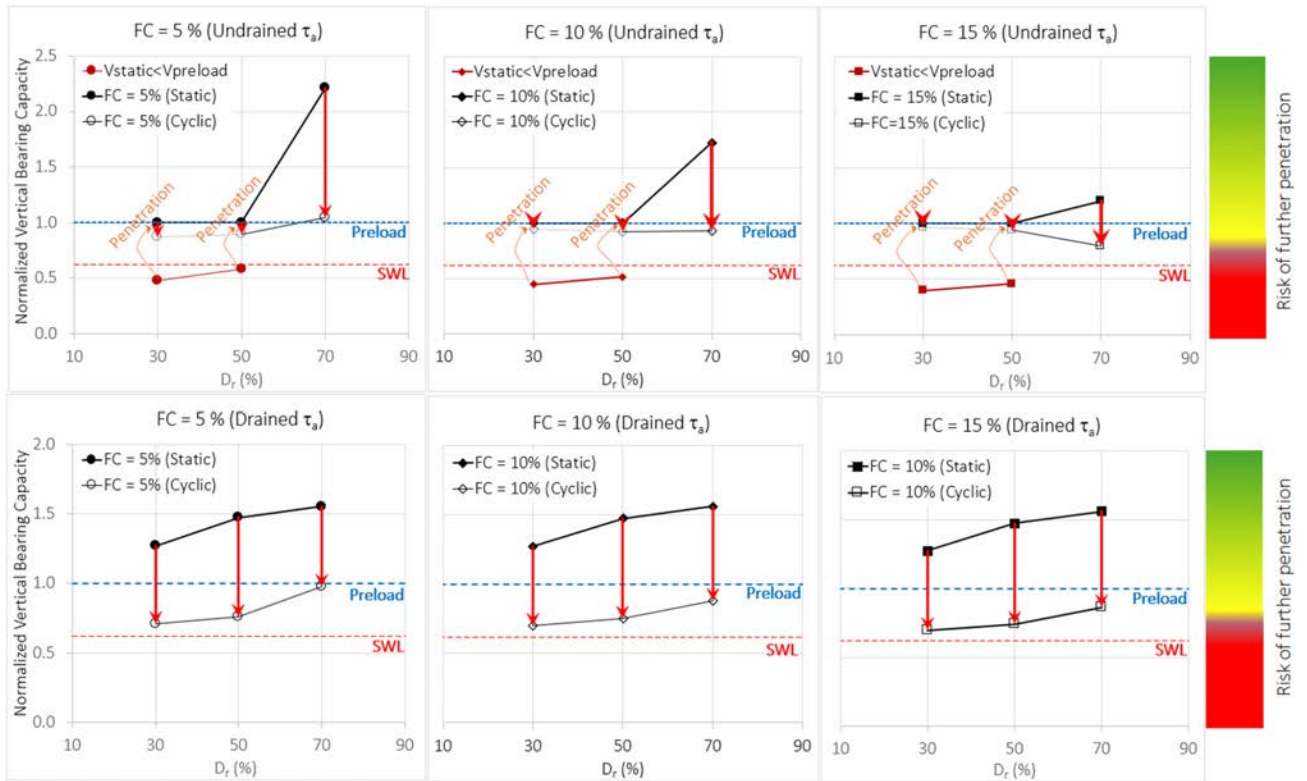 FC = 5 % (Undrained τa)
Normalized Vertical Bearing Capacity
2.5
2.0
1.5
1.0
0.5
0.0
Vstatic<Vpreload
FC = 5% (Static)
FC = 5% (Cyclic)
Penetration
Penetration
Preload
SWL
10
30
50
70
90
Dr (%)
FC = 10 % (Undrained τa)
Vstatic<Vpreload
FC = 10% (Static)
FC = 10% (Cyclic)
Penetration
Penetration
Preload
SWL
10
30
50
70
90
Dr (%)
FC = 15 % (Undrained τa)
Vstatic<Vpreload
FC = 15% (Static)
FC=15% (Cyclic)
Penetration
Penetration
Preload
SWL
10
30
50
70
90
Dr (%)
Risk of further penetration
FC = 5 % (Drained τa)
Normalized Vertical Bearing Capacity
2.0
1.5
1.0
0.5
0.0
FC = 5% (Static)
FC = 5% (Cyclic)
Preload
SWL
10
30
50
70
90
Dr (%)
FC = 10 % (Drained τa)
FC = 10% (Static)
FC = 10% (Cyclic)
Preload
SWL
10
30
50
70
90
Dr (%)
FC = 15 % (Drained τa)
FC = 10% (Static)
FC = 10% (Cyclic)
Preload
SWL
10
30
50
70
90
Dr (%)
Risk of further penetration